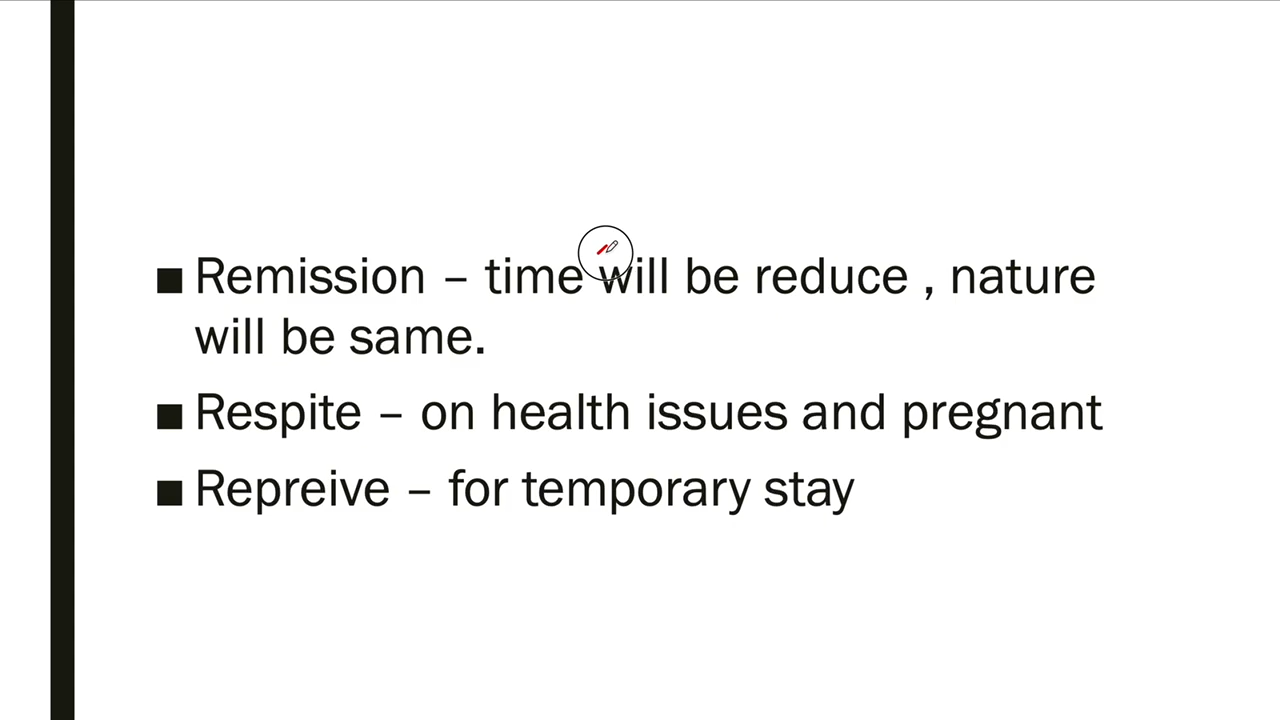 ■ Remission – time will be reduce , nature
will be same.
■ Respite – on health issues and pregnant
■ Repreive – for temporary stay